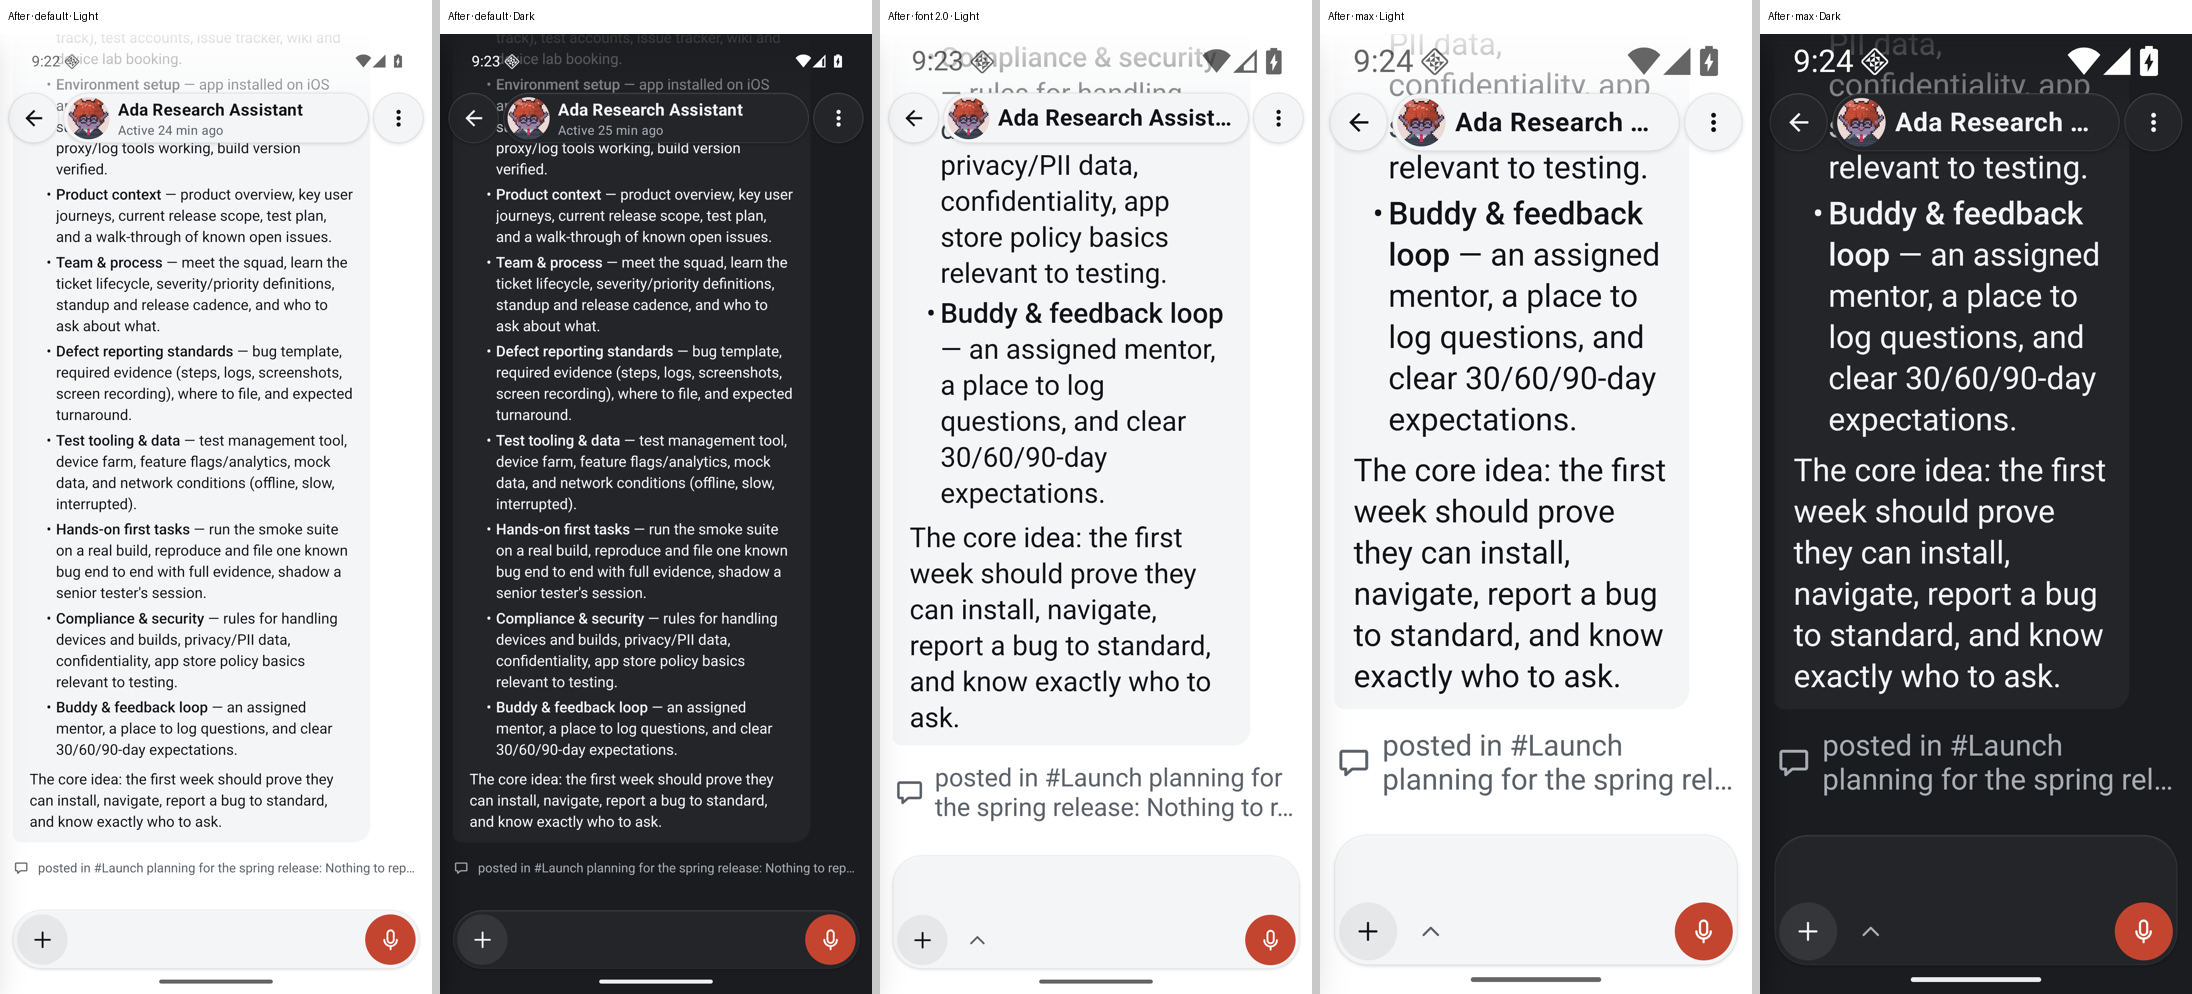 After · default · Light
track), test accounts, issue tracker, wiki and
9:22
device lab booking.
• Environment setup — app installed on iOS
Ada Research Assistant
Active 24 min ago
proxy/log tools working, build version
verified.
• Product context — product overview, key user
journeys, current release scope, test plan,
and a walk-through of known open issues.
• Team & process — meet the squad, learn the
ticket lifecycle, severity/priority definitions,
standup and release cadence, and who to
ask about what.
• Defect reporting standards — bug template,
required evidence (steps, logs, screenshots,
screen recording), where to file, and expected
turnaround.
• Test tooling & data — test management tool,
device farm, feature flags/analytics, mock
data, and network conditions (offline, slow,
interrupted).
• Hands-on first tasks — run the smoke suite
on a real build, reproduce and file one known
bug end to end with full evidence, shadow a
senior tester's session.
• Compliance & security — rules for handling
devices and builds, privacy/PII data,
confidentiality, app store policy basics
relevant to testing.
• Buddy & feedback loop — an assigned
mentor, a place to log questions, and clear
30/60/90-day expectations.
The core idea: the first week should prove they
can install, navigate, report a bug to standard,
and know exactly who to ask.
posted in #Launch planning for the spring release: Nothing to rep...
After · default · Dark
track), test accounts, issue tracker, wiki and
9:23
device lab booking.
• Environment setup — app installed on iOS
Ada Research Assistant
Active 25 min ago
proxy/log tools working, build version
verified.
• Product context — product overview, key user
journeys, current release scope, test plan,
and a walk-through of known open issues.
• Team & process — meet the squad, learn the
ticket lifecycle, severity/priority definitions,
standup and release cadence, and who to
ask about what.
• Defect reporting standards — bug template,
required evidence (steps, logs, screenshots,
screen recording), where to file, and expected
turnaround.
• Test tooling & data — test management tool,
device farm, feature flags/analytics, mock
data, and network conditions (offline, slow,
interrupted).
• Hands-on first tasks — run the smoke suite
on a real build, reproduce and file one known
bug end to end with full evidence, shadow a
senior tester's session.
• Compliance & security — rules for handling
devices and builds, privacy/PII data,
confidentiality, app store policy basics
relevant to testing.
• Buddy & feedback loop — an assigned
mentor, a place to log questions, and clear
30/60/90-day expectations.
The core idea: the first week should prove they
can install, navigate, report a bug to standard,
and know exactly who to ask.
posted in #Launch planning for the spring release: Nothing to rep...
After · font 2.0 · Light
9:23
Compliance & security
— rules for handling
Ada Research Assist...
privacy/PII data,
confidentiality, app
store policy basics
relevant to testing.
• Buddy & feedback loop
— an assigned mentor,
a place to log
questions, and clear
30/60/90-day
expectations.
The core idea: the first
week should prove they
can install, navigate,
report a bug to standard,
and know exactly who to
ask.
posted in #Launch planning for
the spring release: Nothing to r...
After · max · Light
PII data,
9:24
confidentiality, app
Ada Research ...
relevant to testing.
• Buddy & feedback
loop — an assigned
mentor, a place to
log questions, and
clear 30/60/90-day
expectations.
The core idea: the first
week should prove
they can install,
navigate, report a bug
to standard, and know
exactly who to ask.
posted in #Launch
planning for the spring rel...
After · max · Dark
PII data,
9:24
confidentiality, app
Ada Research ...
relevant to testing.
• Buddy & feedback
loop — an assigned
mentor, a place to
log questions, and
clear 30/60/90-day
expectations.
The core idea: the first
week should prove
they can install,
navigate, report a bug
to standard, and know
exactly who to ask.
posted in #Launch
planning for the spring rel...